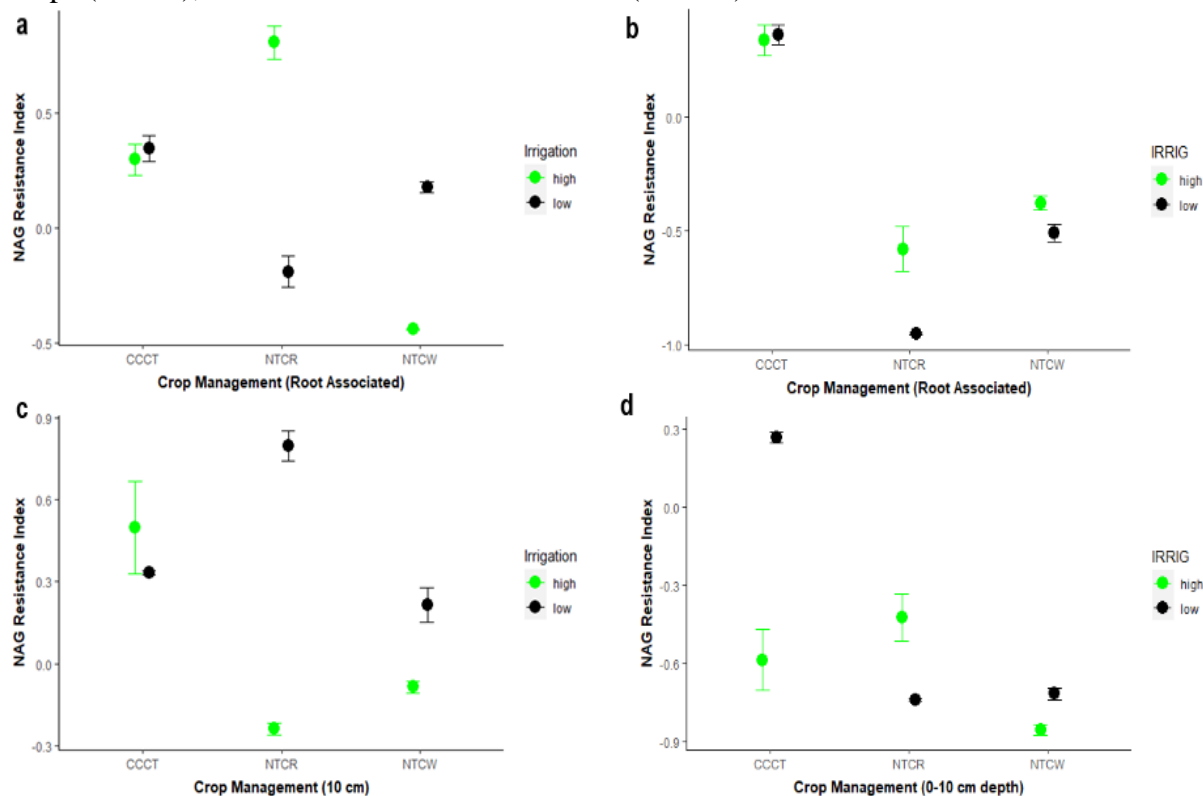 a
NAG Resistance Index
0.5
0.0
-0.5
CCCT NTCR NTCW
Crop Management (Root Associated)
Irrigation
high
low
b
NAG Resistance Index
0.0
-0.5
-1.0
CCCT NTCR NTCW
Crop Management (Root Associated)
IRRIG
high
low
c
NAG Resistance Index
0.9
0.6
0.3
0.0
-0.3
CCCT NTCR NTCW
Crop Management (10 cm)
Irrigation
high
low
d
NAG Resistance Index
0.3
0.0
-0.3
-0.6
-0.9
CCCT NTCR NTCW
Crop Management (0-10 cm depth)
IRRIG
high
low